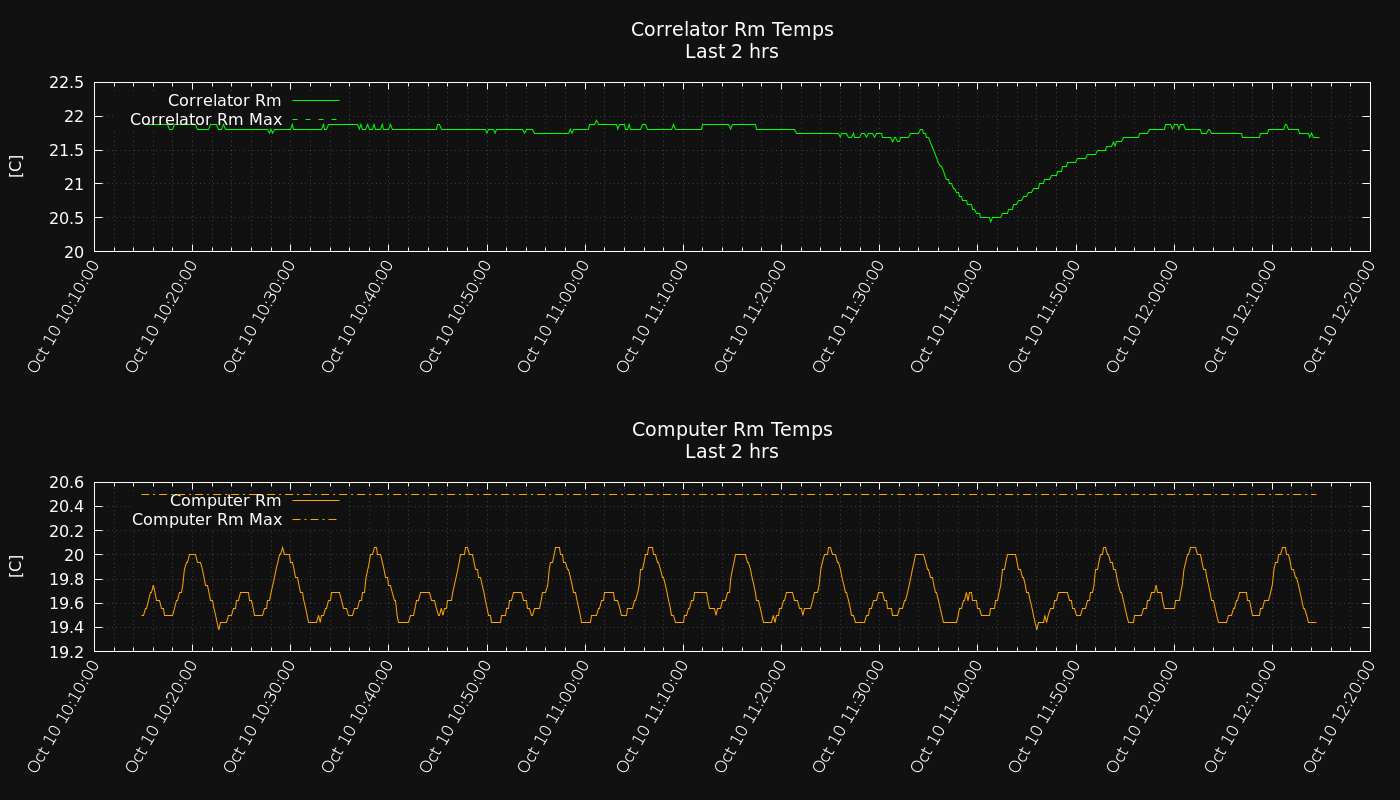 Correlator Rm Temps
Last 2 hrs
22.5
22
21.5
21
20.5
20
[C]
Correlator Rm
Correlator Rm Max
Oct 10 10:10:00
Oct 10 10:20:00
Oct 10 10:30:00
Oct 10 10:40:00
Oct 10 10:50:00
Oct 10 11:00:00
Oct 10 11:10:00
Oct 10 11:20:00
Oct 10 11:30:00
Oct 10 11:40:00
Oct 10 11:50:00
Oct 10 12:00:00
Oct 10 12:10:00
Oct 10 12:20:00
Computer Rm Temps
Last 2 hrs
20.6
20.4
20.2
20
19.8
19.6
19.4
19.2
[C]
Computer Rm
Computer Rm Max
Oct 10 10:10:00
Oct 10 10:20:00
Oct 10 10:30:00
Oct 10 10:40:00
Oct 10 10:50:00
Oct 10 11:00:00
Oct 10 11:10:00
Oct 10 11:20:00
Oct 10 11:30:00
Oct 10 11:40:00
Oct 10 11:50:00
Oct 10 12:00:00
Oct 10 12:10:00
Oct 10 12:20:00